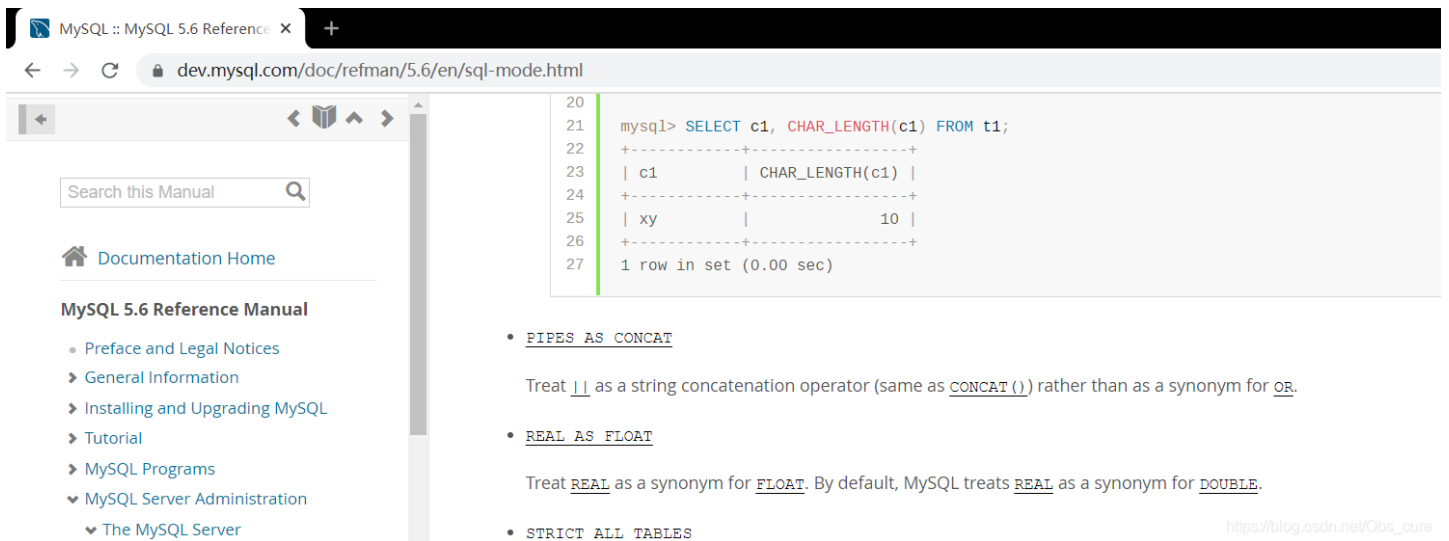 MySQL :: MySQL 5.6 Reference
dev.mysql.com/doc/refman/5.6/en/sql-mode.html
Search this Manual
Documentation Home
MySQL 5.6 Reference Manual
Preface and Legal Notices
General Information
Installing and Upgrading MySQL
Tutorial
MySQL Programs
MySQL Server Administration
The MySQL Server
20
21 mysql> SELECT c1, CHAR_LENGTH(c1) FROM t1;
22 +------------+-----------------+
23 | c1         | CHAR_LENGTH(c1) |
24 +------------+-----------------+
25 | xy         |              10 |
26 +------------+-----------------+
27 1 row in set (0.00 sec)
• PIPES_AS_CONCAT
Treat || as a string concatenation operator (same as CONCAT()) rather than as a synonym for OR.
• REAL_AS_FLOAT
Treat REAL as a synonym for FLOAT. By default, MySQL treats REAL as a synonym for DOUBLE.
• STRICT_ALL_TABLES
https://blog.csdn.net/Obs_cure